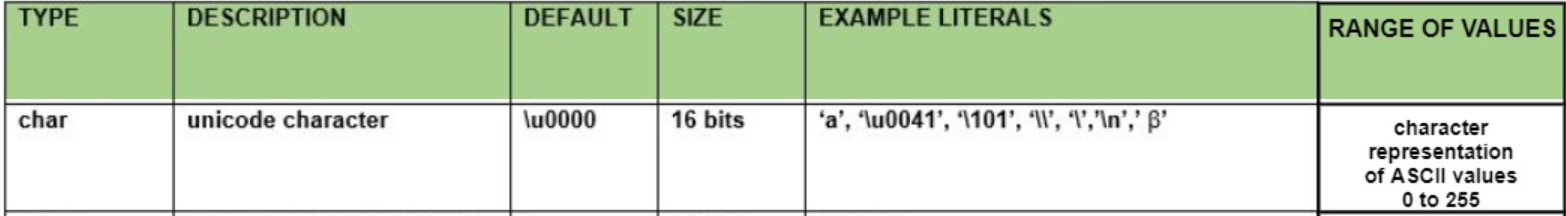 TYPE DESCRIPTION DEFAULT SIZE EXAMPLE LITERALS RANGE OF VALUES
char unicode character \u0000 16 bits ‘a’, ‘\u0041’, ‘\101’, ‘\\’, ‘\’,’\n’,’ β’ character
representation
of ASCII values
0 to 255